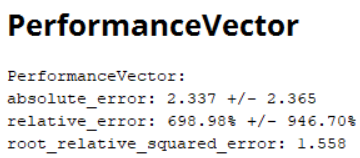 PerformanceVector
PerformanceVector:
absolute_error: 2.337 +/- 2.365
relative_error: 698.98% +/- 946.70%
root_relative_squared_error: 1.558